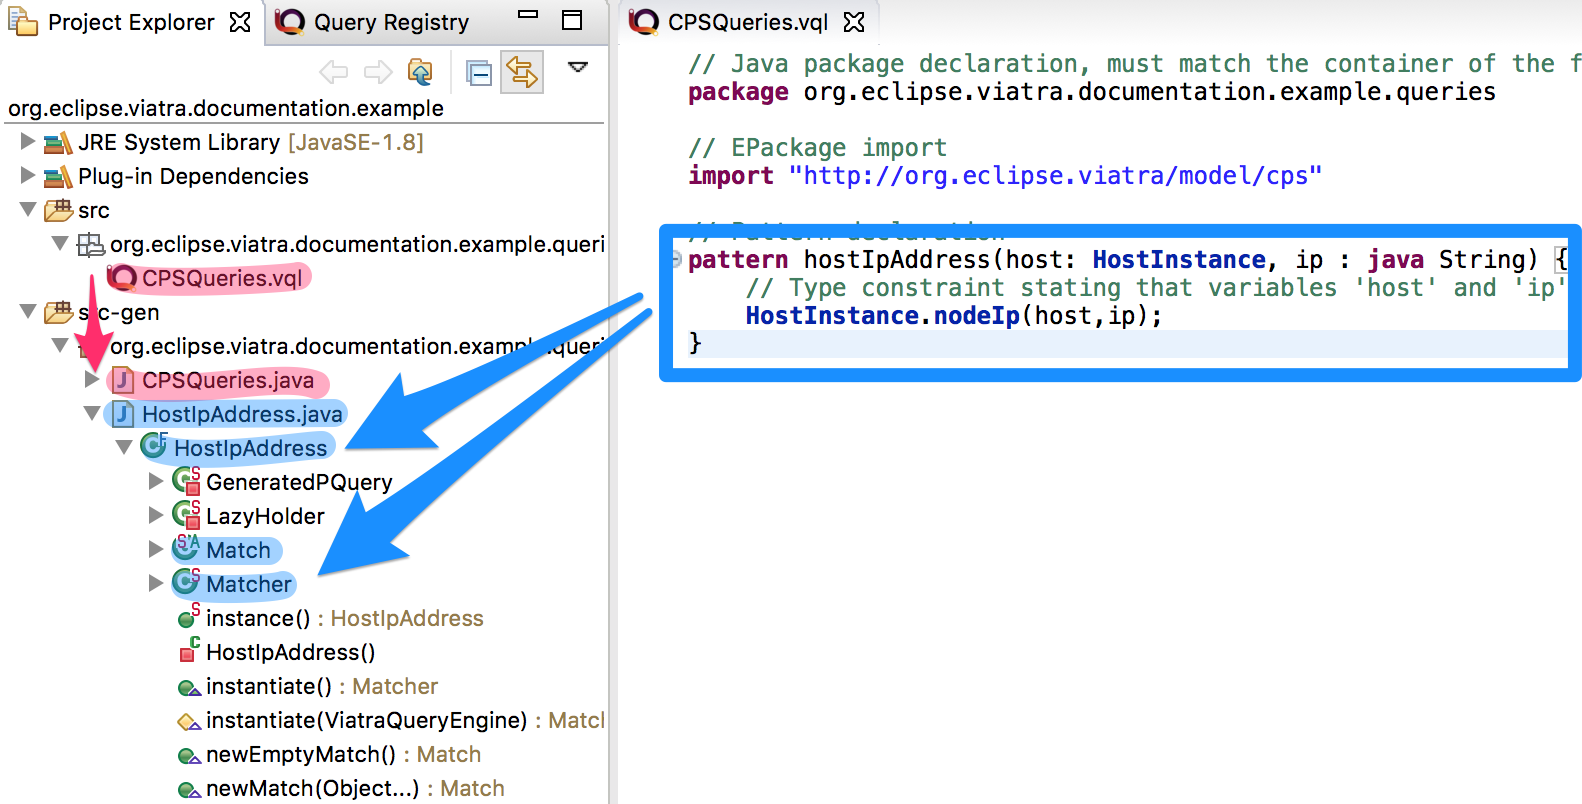 Project Explorer
Query Registry
org.eclipse.viatra.documentation.example
JRE System Library [JavaSE-1.8]
Plug-in Dependencies
src
org.eclipse.viatra.documentation.example.queri
CPSQueries.vql
src-gen
org.eclipse.viatra.documentation.example.queri
CPSQueries.java
HostIpAddress.java
HostIpAddress
GeneratedPQuery
LazyHolder
Match
Matcher
instance() : HostIpAddress
HostIpAddress()
instantiate() : Matcher
instantiate(ViatraQueryEngine) : Matcl
newEmptyMatch() : Match
newMatch(Object...) : Match
CPSQueries.vql
// Java package declaration, must match the container of the f
package org.eclipse.viatra.documentation.example.queries
// EPackage import
import "http://org.eclipse.viatra/model/cps"
// Pattern declaration
pattern hostIpAddress(host: HostInstance, ip : java String) {
// Type constraint stating that variables 'host' and 'ip'
HostInstance.nodeIp(host,ip);
}